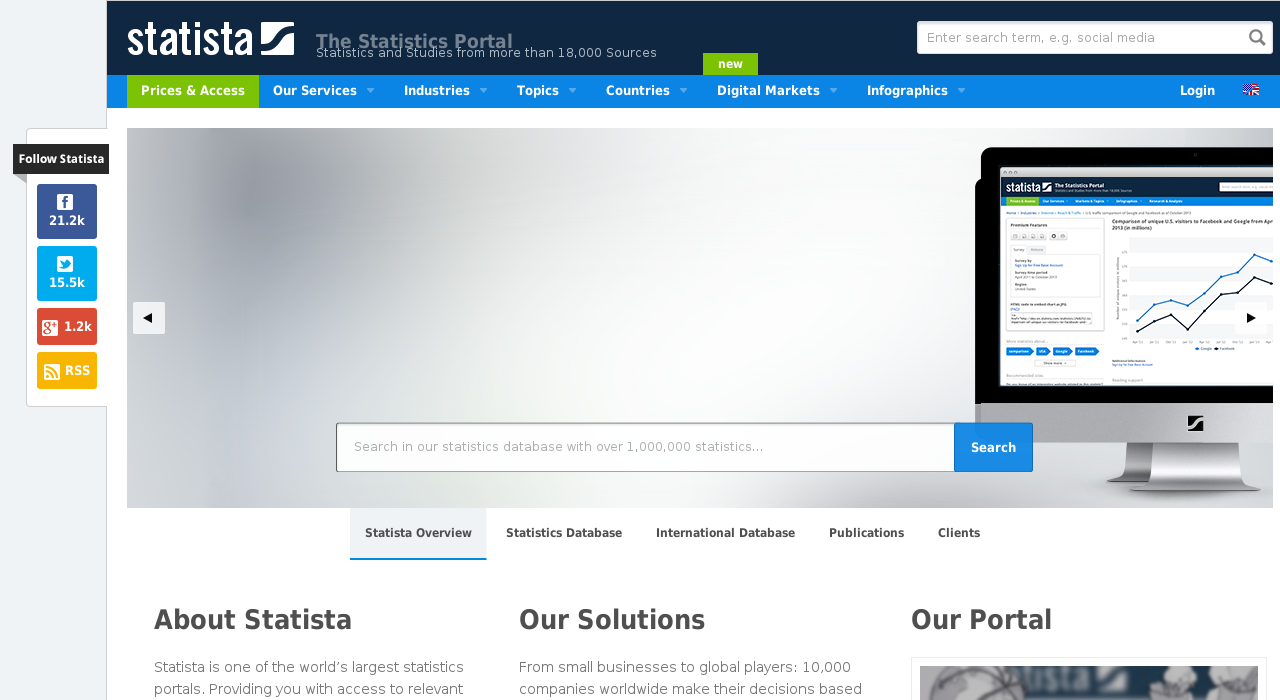 statista
The Statistics Portal
Statistics and Studies from more than 18,000 Sources
Enter search term, e.g. social media
new
Prices & Access
Our Services
Industries
Topics
Countries
Digital Markets
Infographics
Login
Follow Statista
21.2k
15.5k
1.2k
RSS
statista
The Statistics Portal
Search in our statistics database with over 1,000,000 statistics...
Search
Statista Overview
Statistics Database
International Database
Publications
Clients
About Statista
Statista is one of the world’s largest statistics
portals. Providing you with access to relevant
Our Solutions
From small businesses to global players: 10,000
companies worldwide make their decisions based
Our Portal